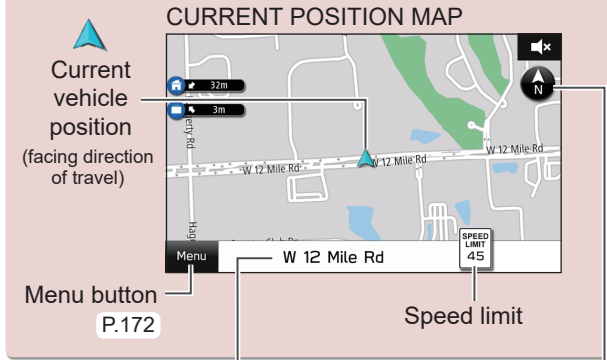 CURRENT POSITION MAP
Current
vehicle
position
(facing direction
of travel)
32m
3m
N
W 12 Mile Rd
W 12 Mile Rd
W 12 Mile Rd
Menu
W 12 Mile Rd
SPEED
LIMIT
45
Menu button
P.172
Speed limit